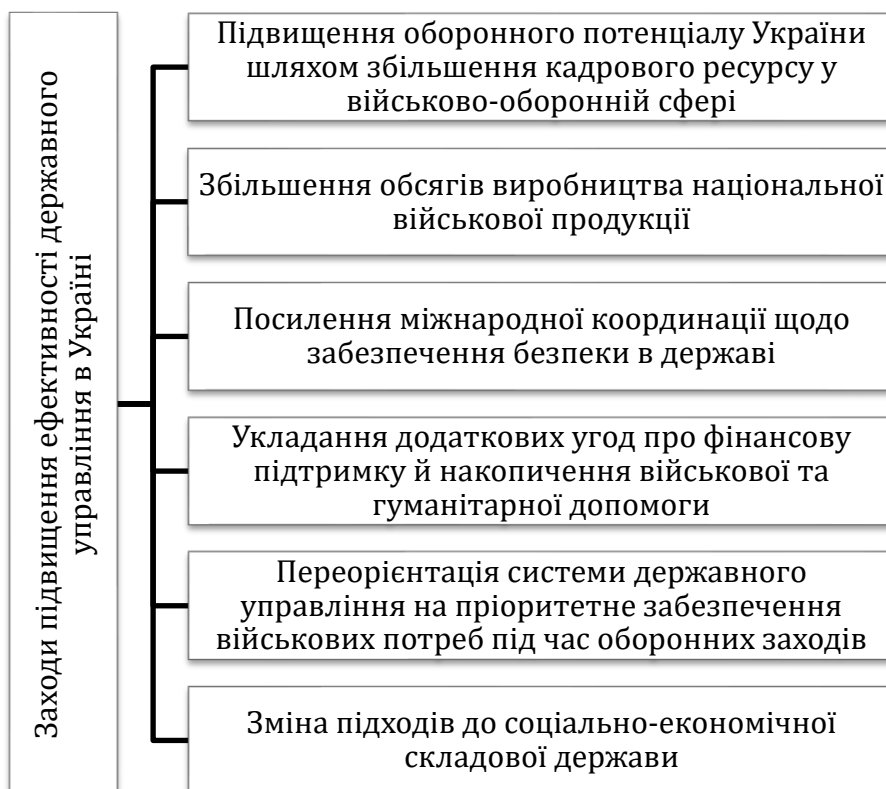 Заходи підвищення ефективності державного
управління в Україні
Підвищення оборонного потенціалу України
шляхом збільшення кадрового ресурсу у
військово-оборонній сфері
Збільшення обсягів виробництва національної
військової продукції
Посилення міжнародної координації щодо
забезпечення безпеки в державі
Укладання додаткових угод про фінансову
підтримку й накопичення військової та
гуманітарної допомоги
Переорієнтація системи державного
управління на пріоритетне забезпечення
військових потреб під час оборонних заходів
Зміна підходів до соціально-економічної
складової держави